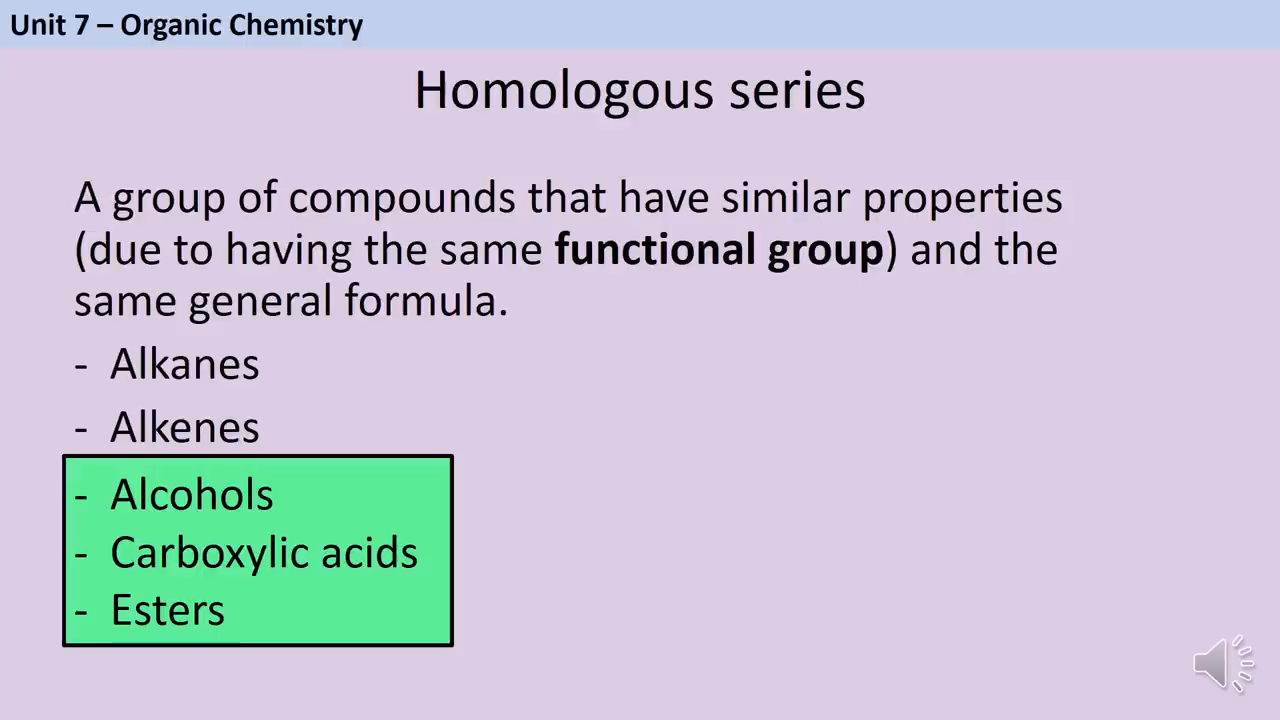 Unit 7 – Organic Chemistry
Homologous series
A group of compounds that have similar properties
(due to having the same functional group) and the
same general formula.
- Alkanes
- Alkenes
- Alcohols
- Carboxylic acids
- Esters